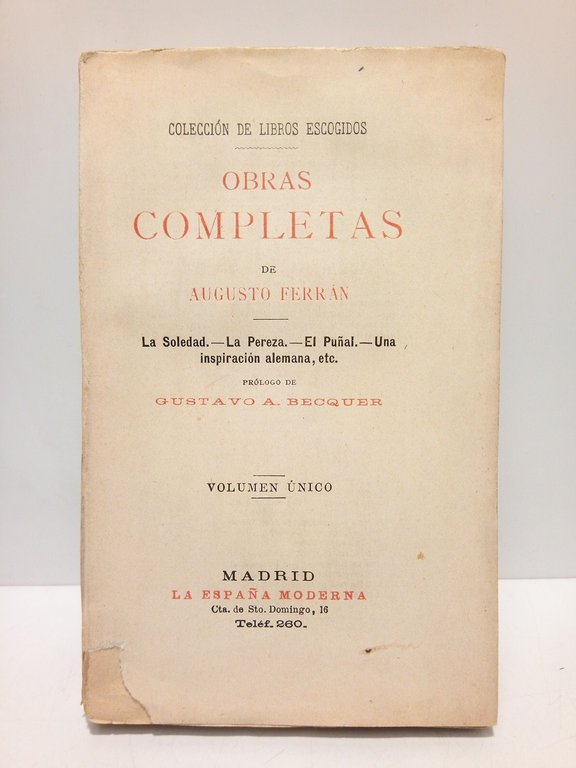 COLECCIÓN DE LIBROS ESCOGIDOS
OBRAS
COMPLETAS
DE
AUGUSTO FERRÁN
La Soledad.—La Pereza.—El Puñal.—Una
inspiración alemana, etc.
PRÓLOGO DE
GUSTAVO A. BECQUER
VOLUMEN ÚNICO
MADRID
LA ESPAÑA MODERNA
Cta. de Sto. Domingo, 16
Teléf. 260.